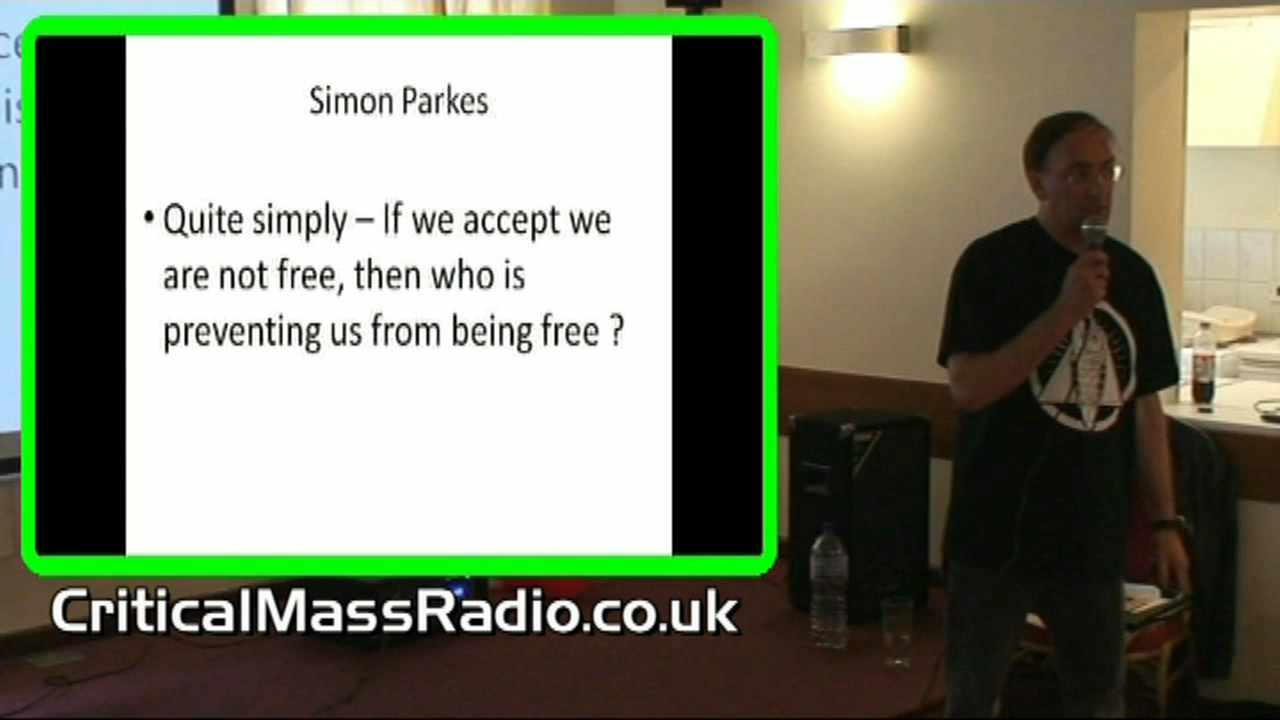 Simon Parkes
• Quite simply – If we accept we
are not free, then who is
preventing us from being free ?
CriticalMassRadio.co.uk